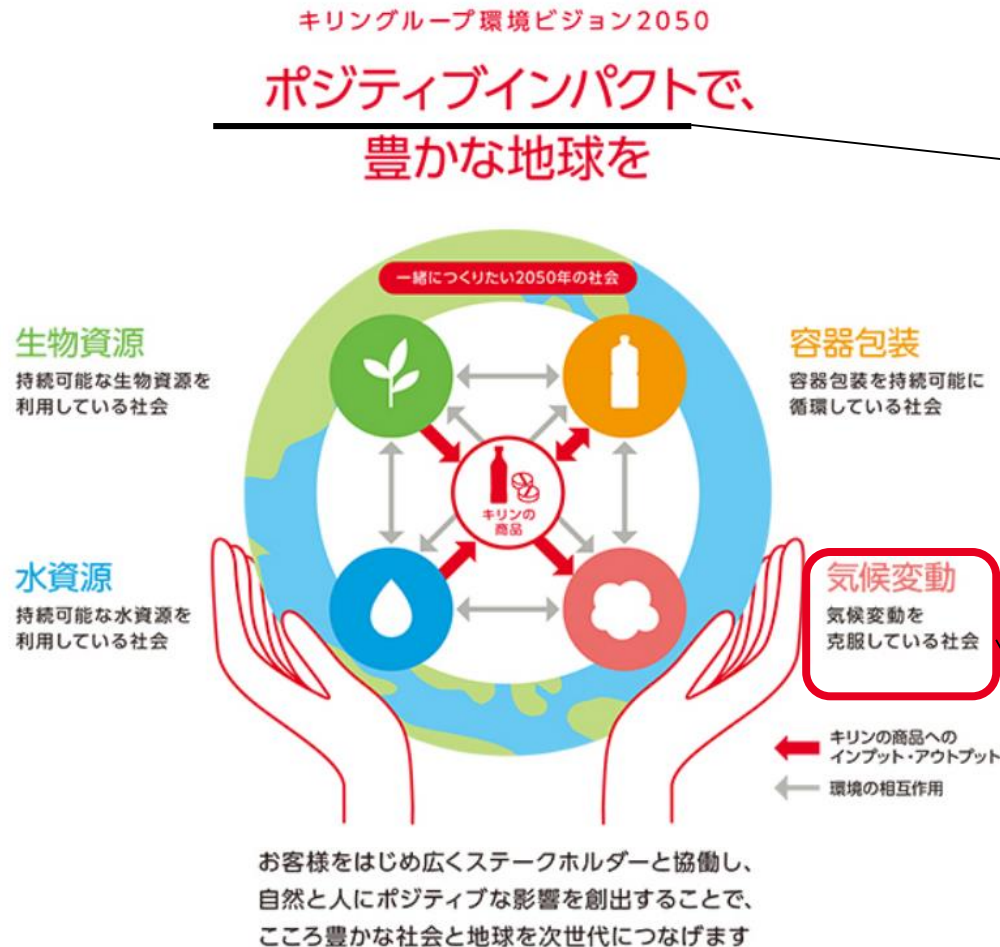 キリングループ環境ビジョン2050
ポジティブインパクトで、
豊かな地球を
一緒につくりたい2050年の社会
生物資源
持続可能な生物資源を
利用している社会
容器包装
容器包装を持続可能に
循環している社会
キリンの
商品
水資源
持続可能な水資源を
利用している社会
気候変動
気候変動を
克服している社会
キリンの商品への
インプット・アウトプット
環境の相互作用
お客様をはじめ広くステークホルダーと協働し、
自然と人にポジティブな影響を創出することで、
こころ豊かな社会と地球を次世代につなげます